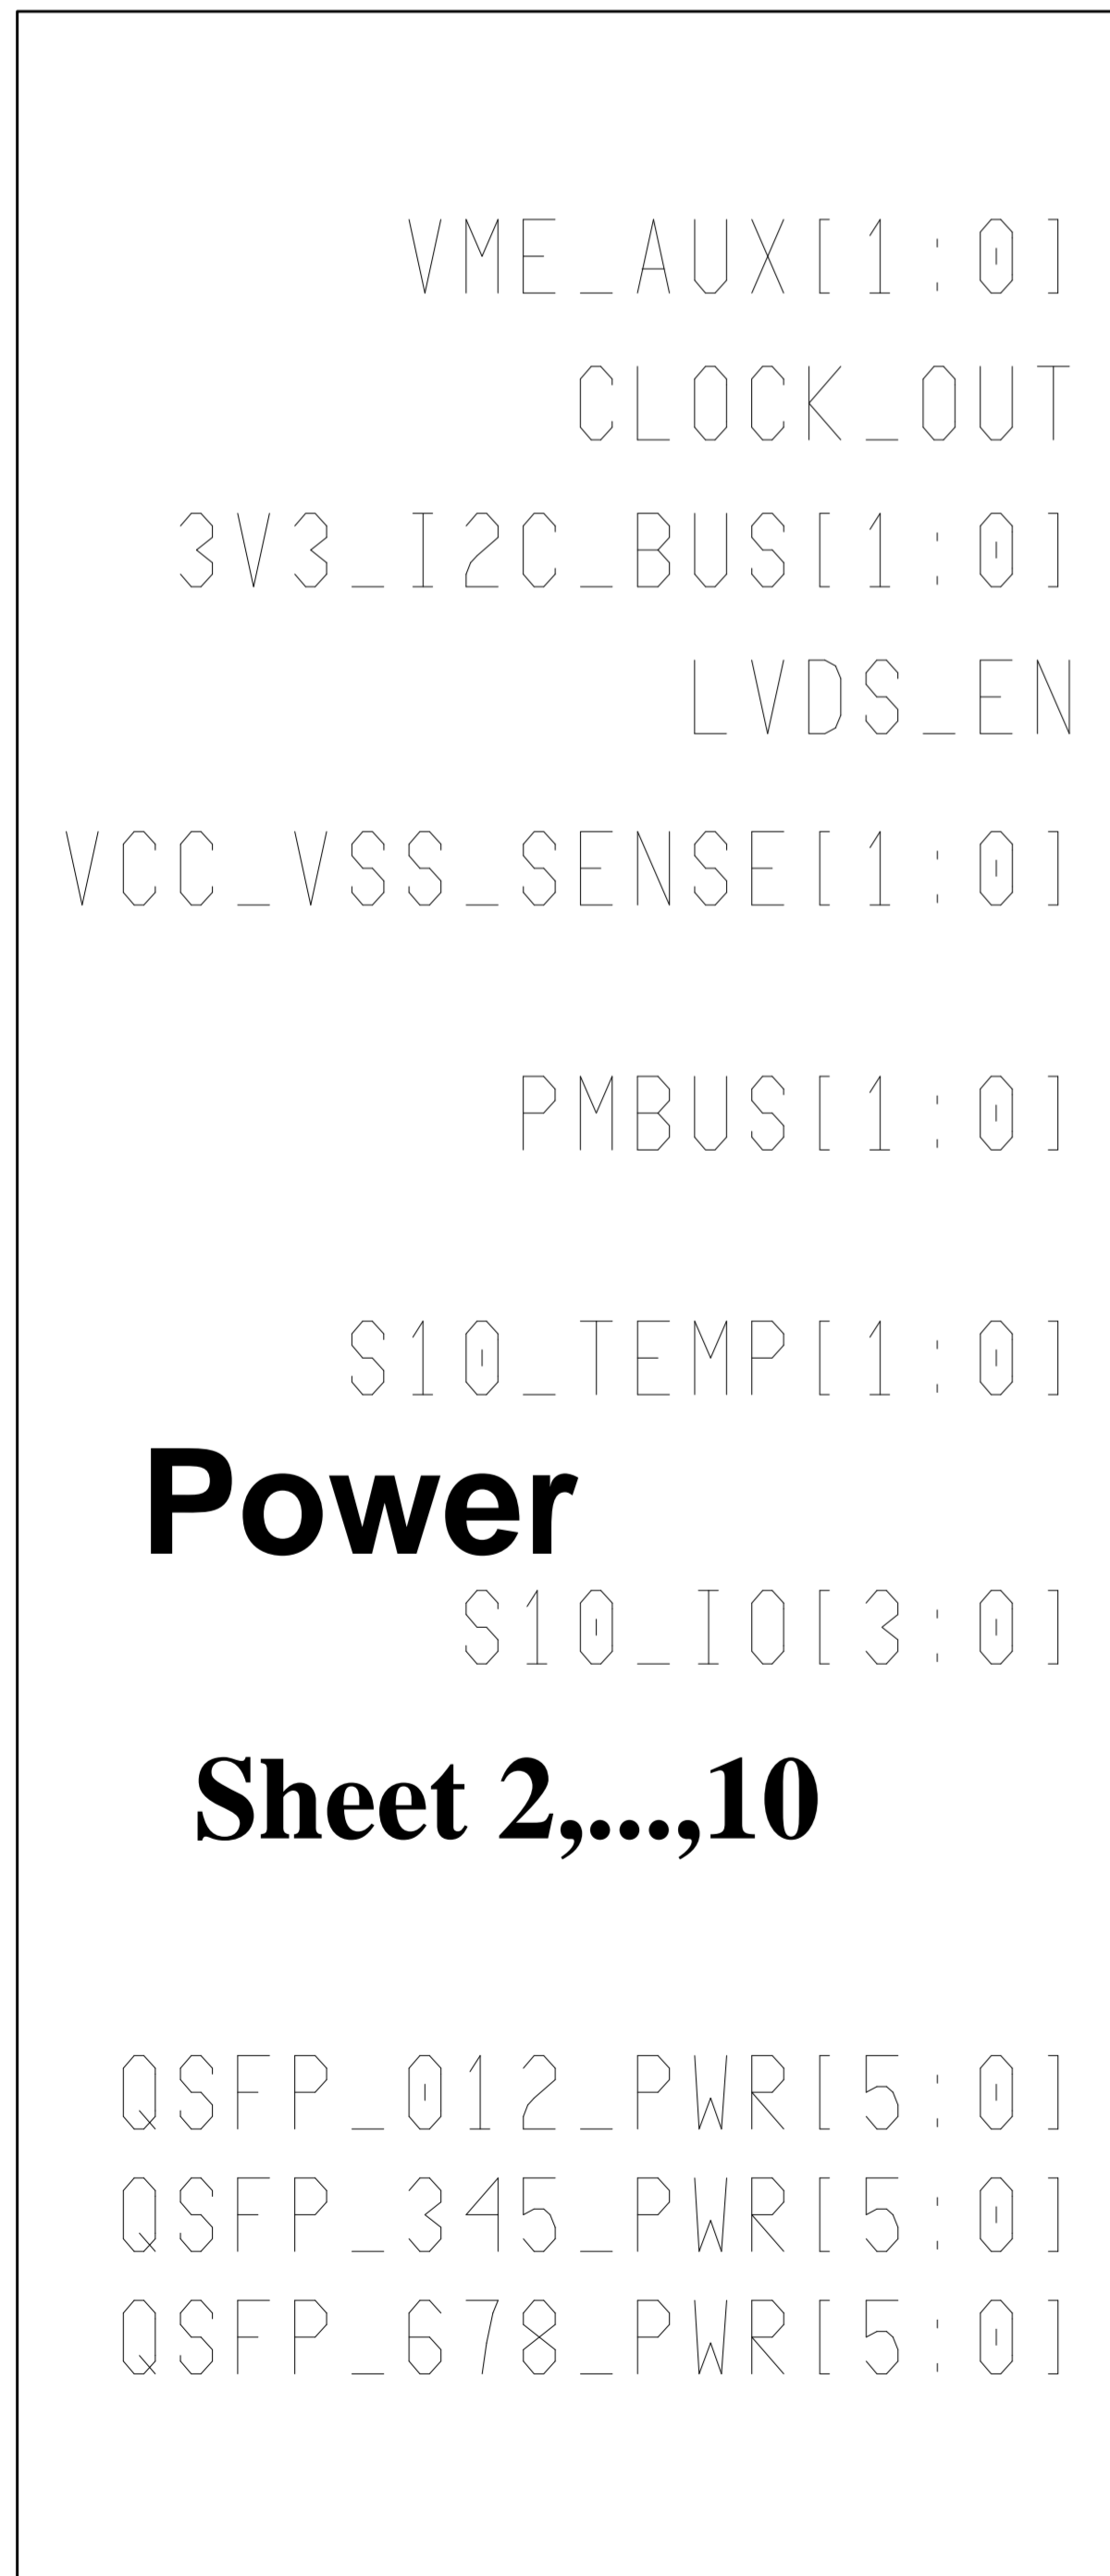 VME_AUX[1:0]
CLOCK_OUT
3V3_I2C_BUS[1:0]
LVDS_EN
VCC_VSS_SENSE[1:0]
PMBUS[1:0]
S10_TEMP[1:0]
Power
S10_IO[3:0]
Sheet 2,...,10
QSFP_012_PWR[5:0]
QSFP_345_PWR[5:0]
QSFP_678_PWR[5:0]